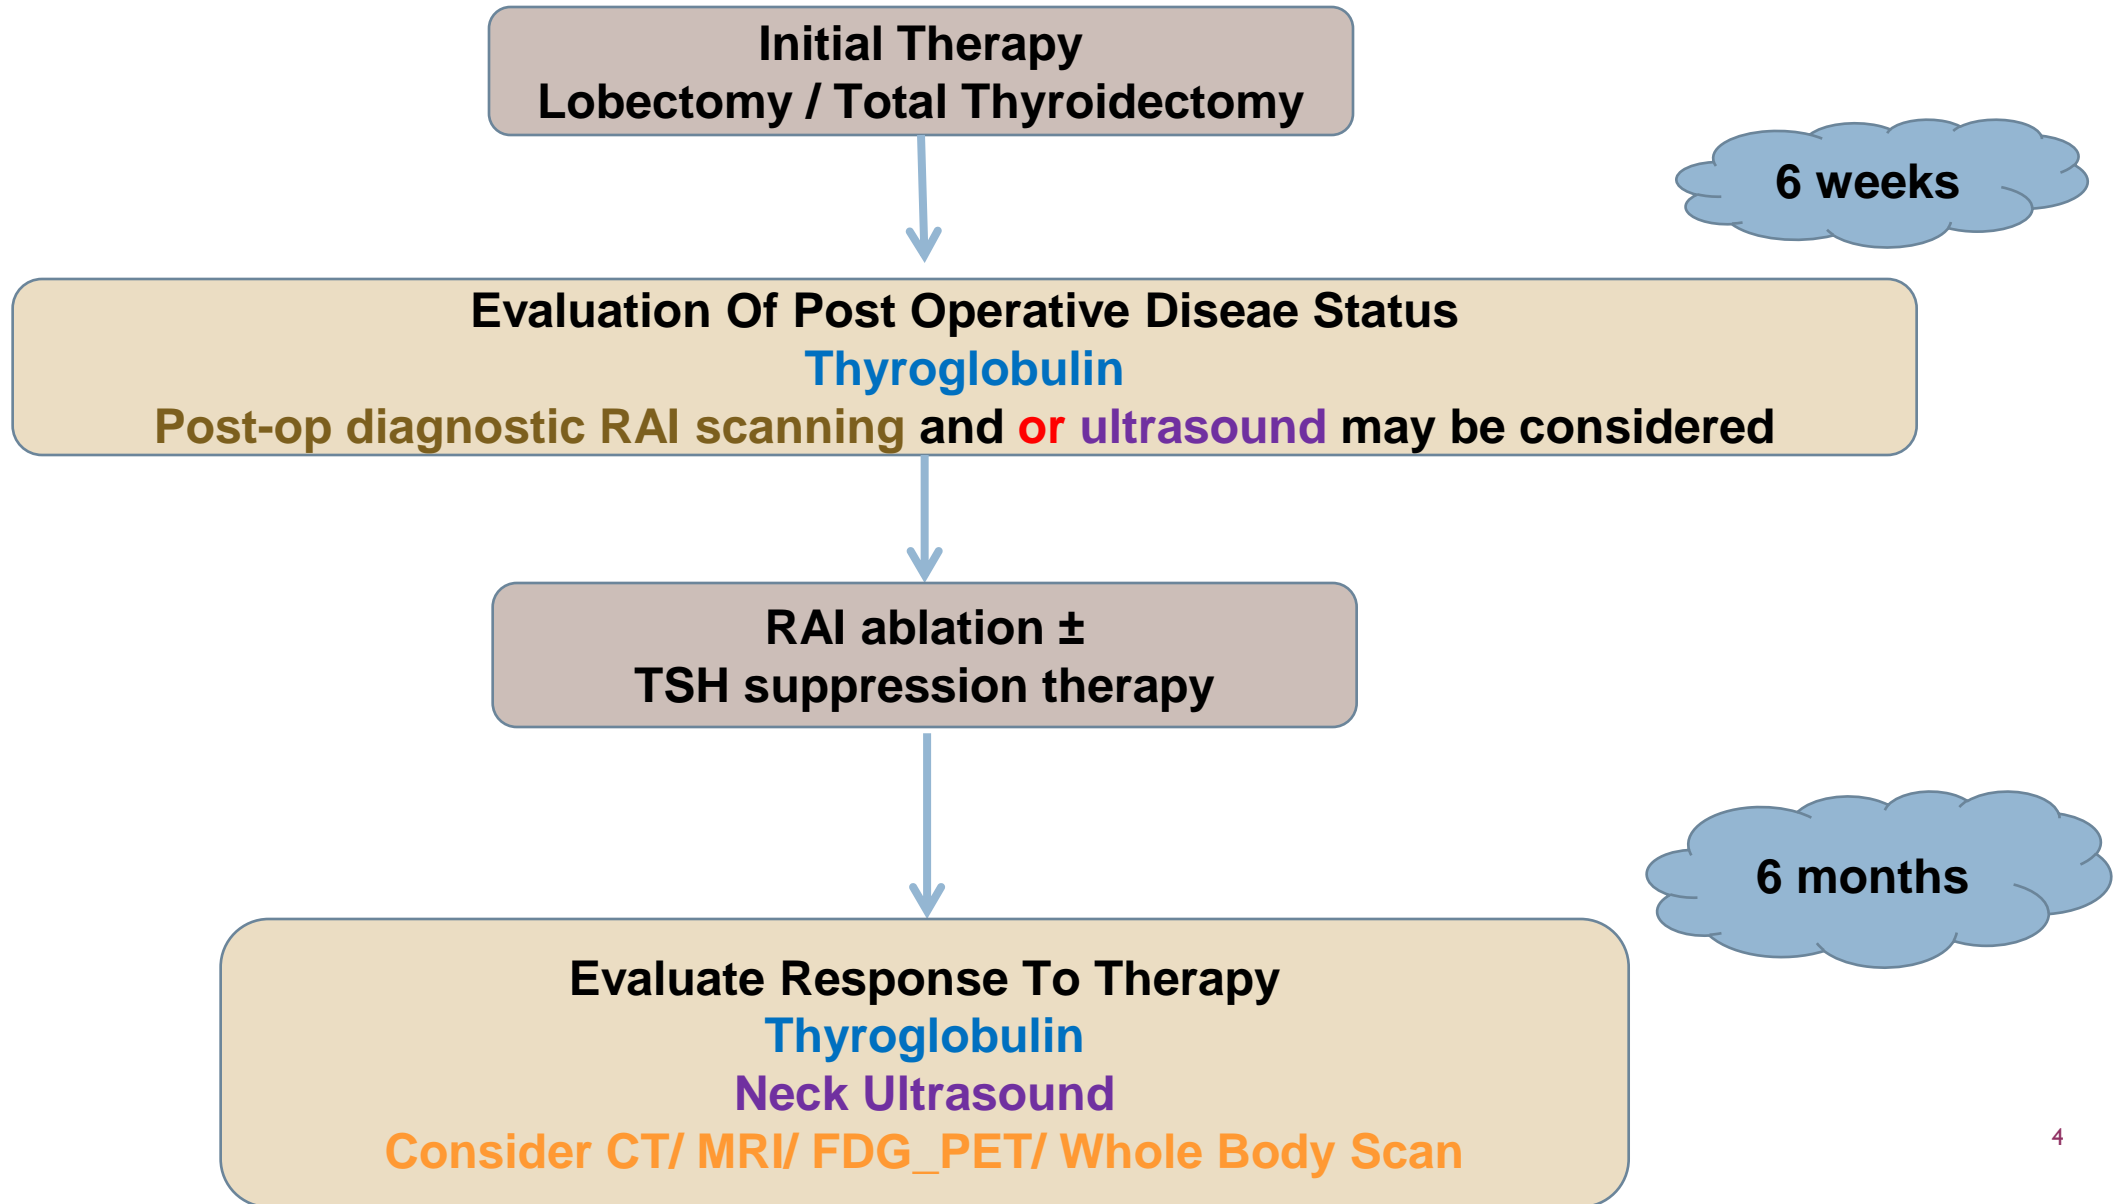 Initial Therapy
Lobectomy / Total Thyroidectomy
6 weeks
Evaluation Of Post Operative Diseae Status
Thyroglobulin
Post-op diagnostic RAI scanning and or ultrasound may be considered
RAI ablation ±
TSH suppression therapy
6 months
Evaluate Response To Therapy
Thyroglobulin
Neck Ultrasound
Consider CT/ MRI/ FDG_PET/ Whole Body Scan
4